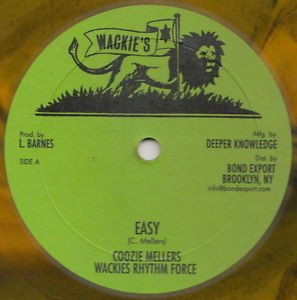 WACKIE'S
Prod. by
L. BARNES
SIDE A
Mfg. by
DEEPER KNOWLEDGE
Dist. by
BOND EXPORT
BROOKLYN, NY
info@bondexport.com
EASY
(C. Mellers)
COOZIE MELLERS
WACKIES RHYTHM FORCE